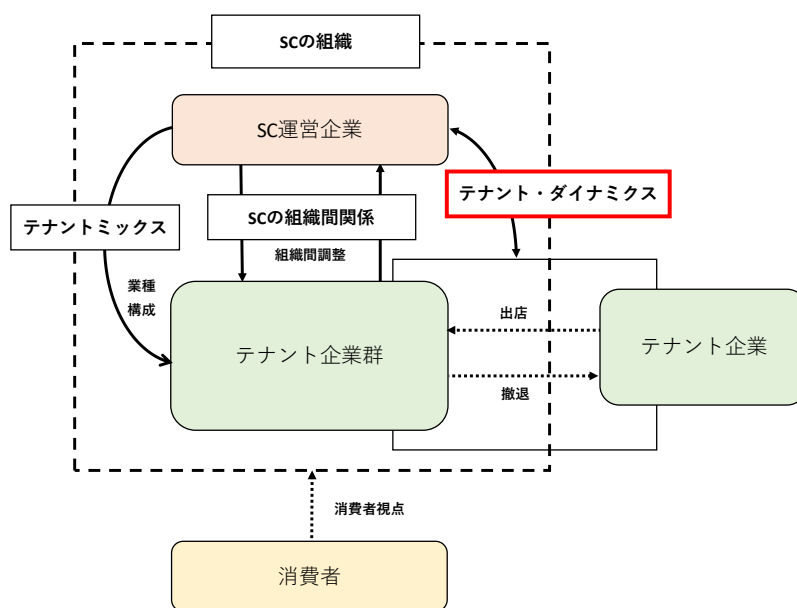 SCの組織
SC運営企業
テナント・ダイナミクス
テナントミックス
SCの組織間関係
組織間調整
業種
構成
出店
テナント企業群
テナント企業
撤退
消費者視点
消費者